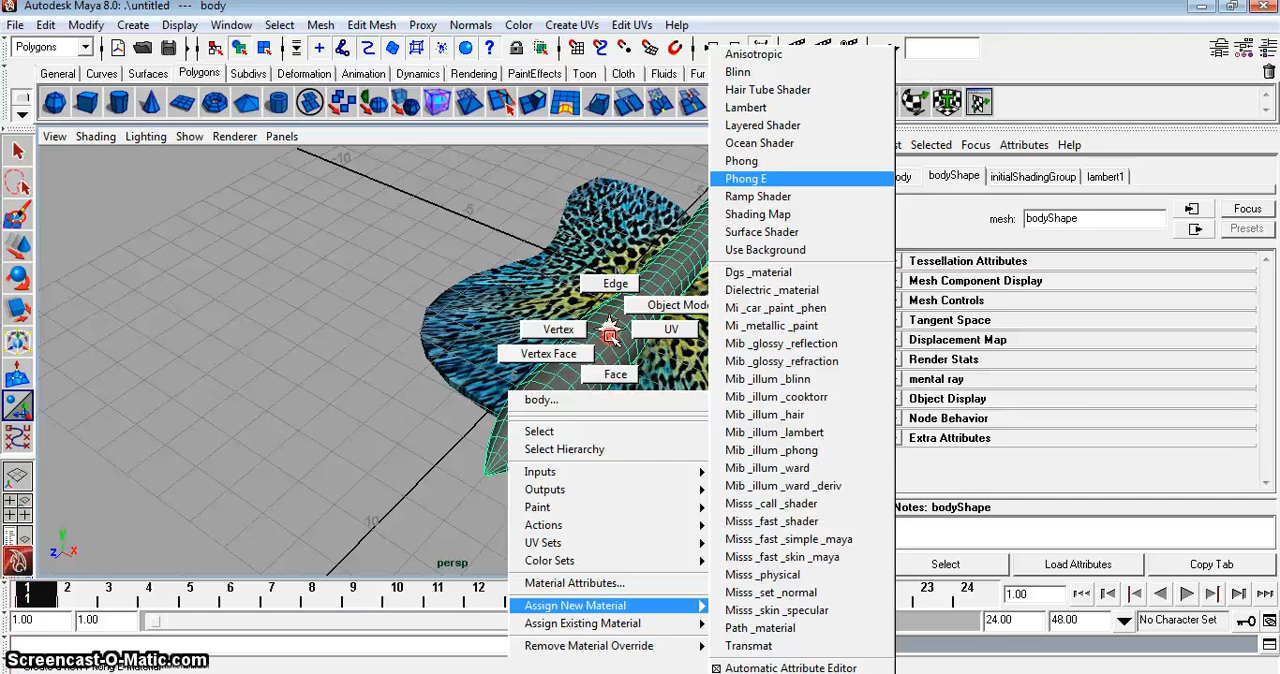 Autodesk Maya 8.0: .\untitled --- body
File Edit Modify Create Display Window Select Mesh Edit Mesh Proxy Normals Color Create UVs Edit UVs Help
Polygons
General Curves Surfaces Polygons Subdivs Deformation Animation Dynamics Rendering PaintEffects Toon Cloth Fluids Fur
View Shading Lighting Show Renderer Panels
Selected Focus Attributes Help
bodyShape initialShadingGroup lambert1
mesh: bodyShape
Focus
Presets
Tessellation Attributes
Mesh Component Display
Mesh Controls
Tangent Space
Displacement Map
Render Stats
mental ray
Object Display
Node Behavior
Extra Attributes
Notes: bodyShape
Select Load Attributes Copy Tab
Anisotropic
Blinn
Hair Tube Shader
Lambert
Layered Shader
Ocean Shader
Phong
Phong E
Ramp Shader
Shading Map
Surface Shader
Use Background
Dgs _material
Dielectric _material
Mi _car _paint _phen
Mi _metallic _paint
Mib _glossy _reflection
Mib _glossy _refraction
Mib _illum _blinn
Mib _illum _cooktorr
Mib _illum _hair
Mib _illum _lambert
Mib _illum _phong
Mib _illum _ward
Mib _illum _ward _deriv
Misss _call _shader
Misss _fast _shader
Misss _fast _simple _maya
Misss _fast _skin _maya
Misss _physical
Misss _set _normal
Misss _skin _specular
Path _material
Transmat
Automatic Attribute Editor
Edge
Object Mode
Vertex
UV
Vertex Face
Face
body...
Select
Select Hierarchy
Inputs
Outputs
Paint
Actions
UV Sets
Color Sets
Material Attributes...
Assign New Material
Assign Existing Material
Remove Material Override
-10
-5
10
y
z x
persp
1 2 3 4 5 6 7 8 9 10 11 12 23 24
1
1.00
1.00 1.00 24.00 48.00 No Character Set
Screencast-O-Matic.com